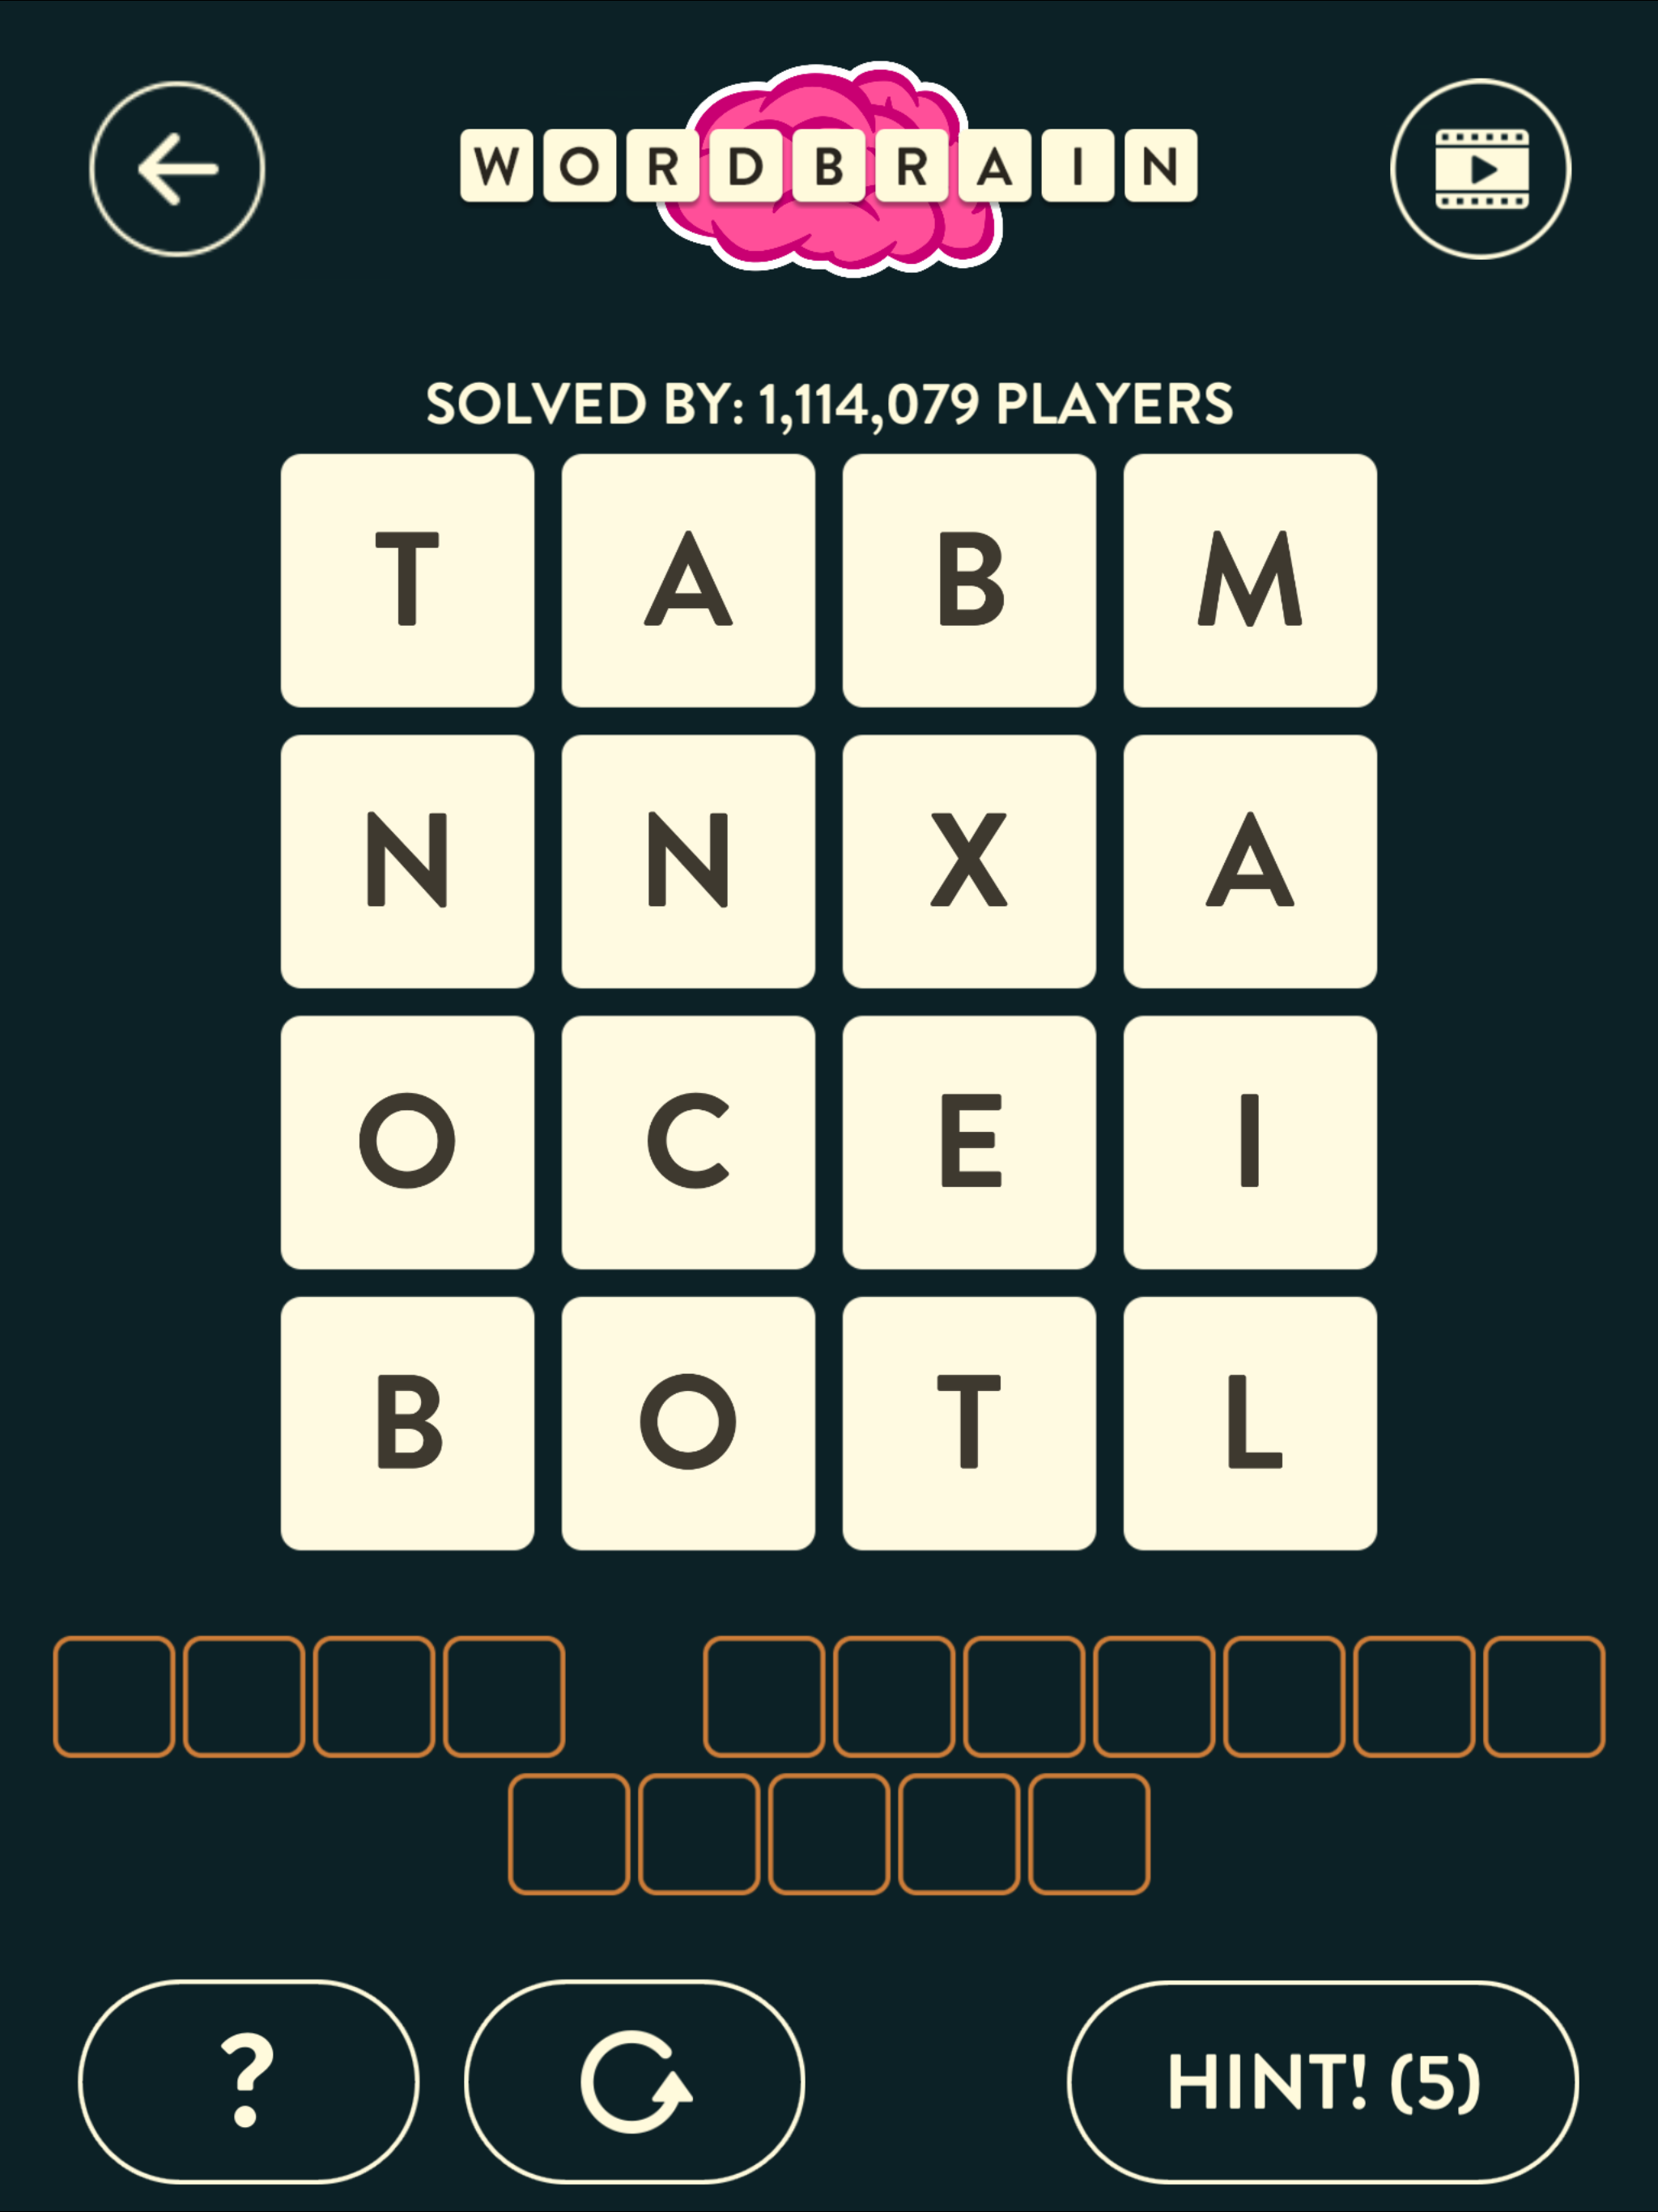 WORDBRAIN
SOLVED BY: 1,114,079 PLAYERS
T A B M
N N X A
O C E I
B O T L
? HINT! (5)